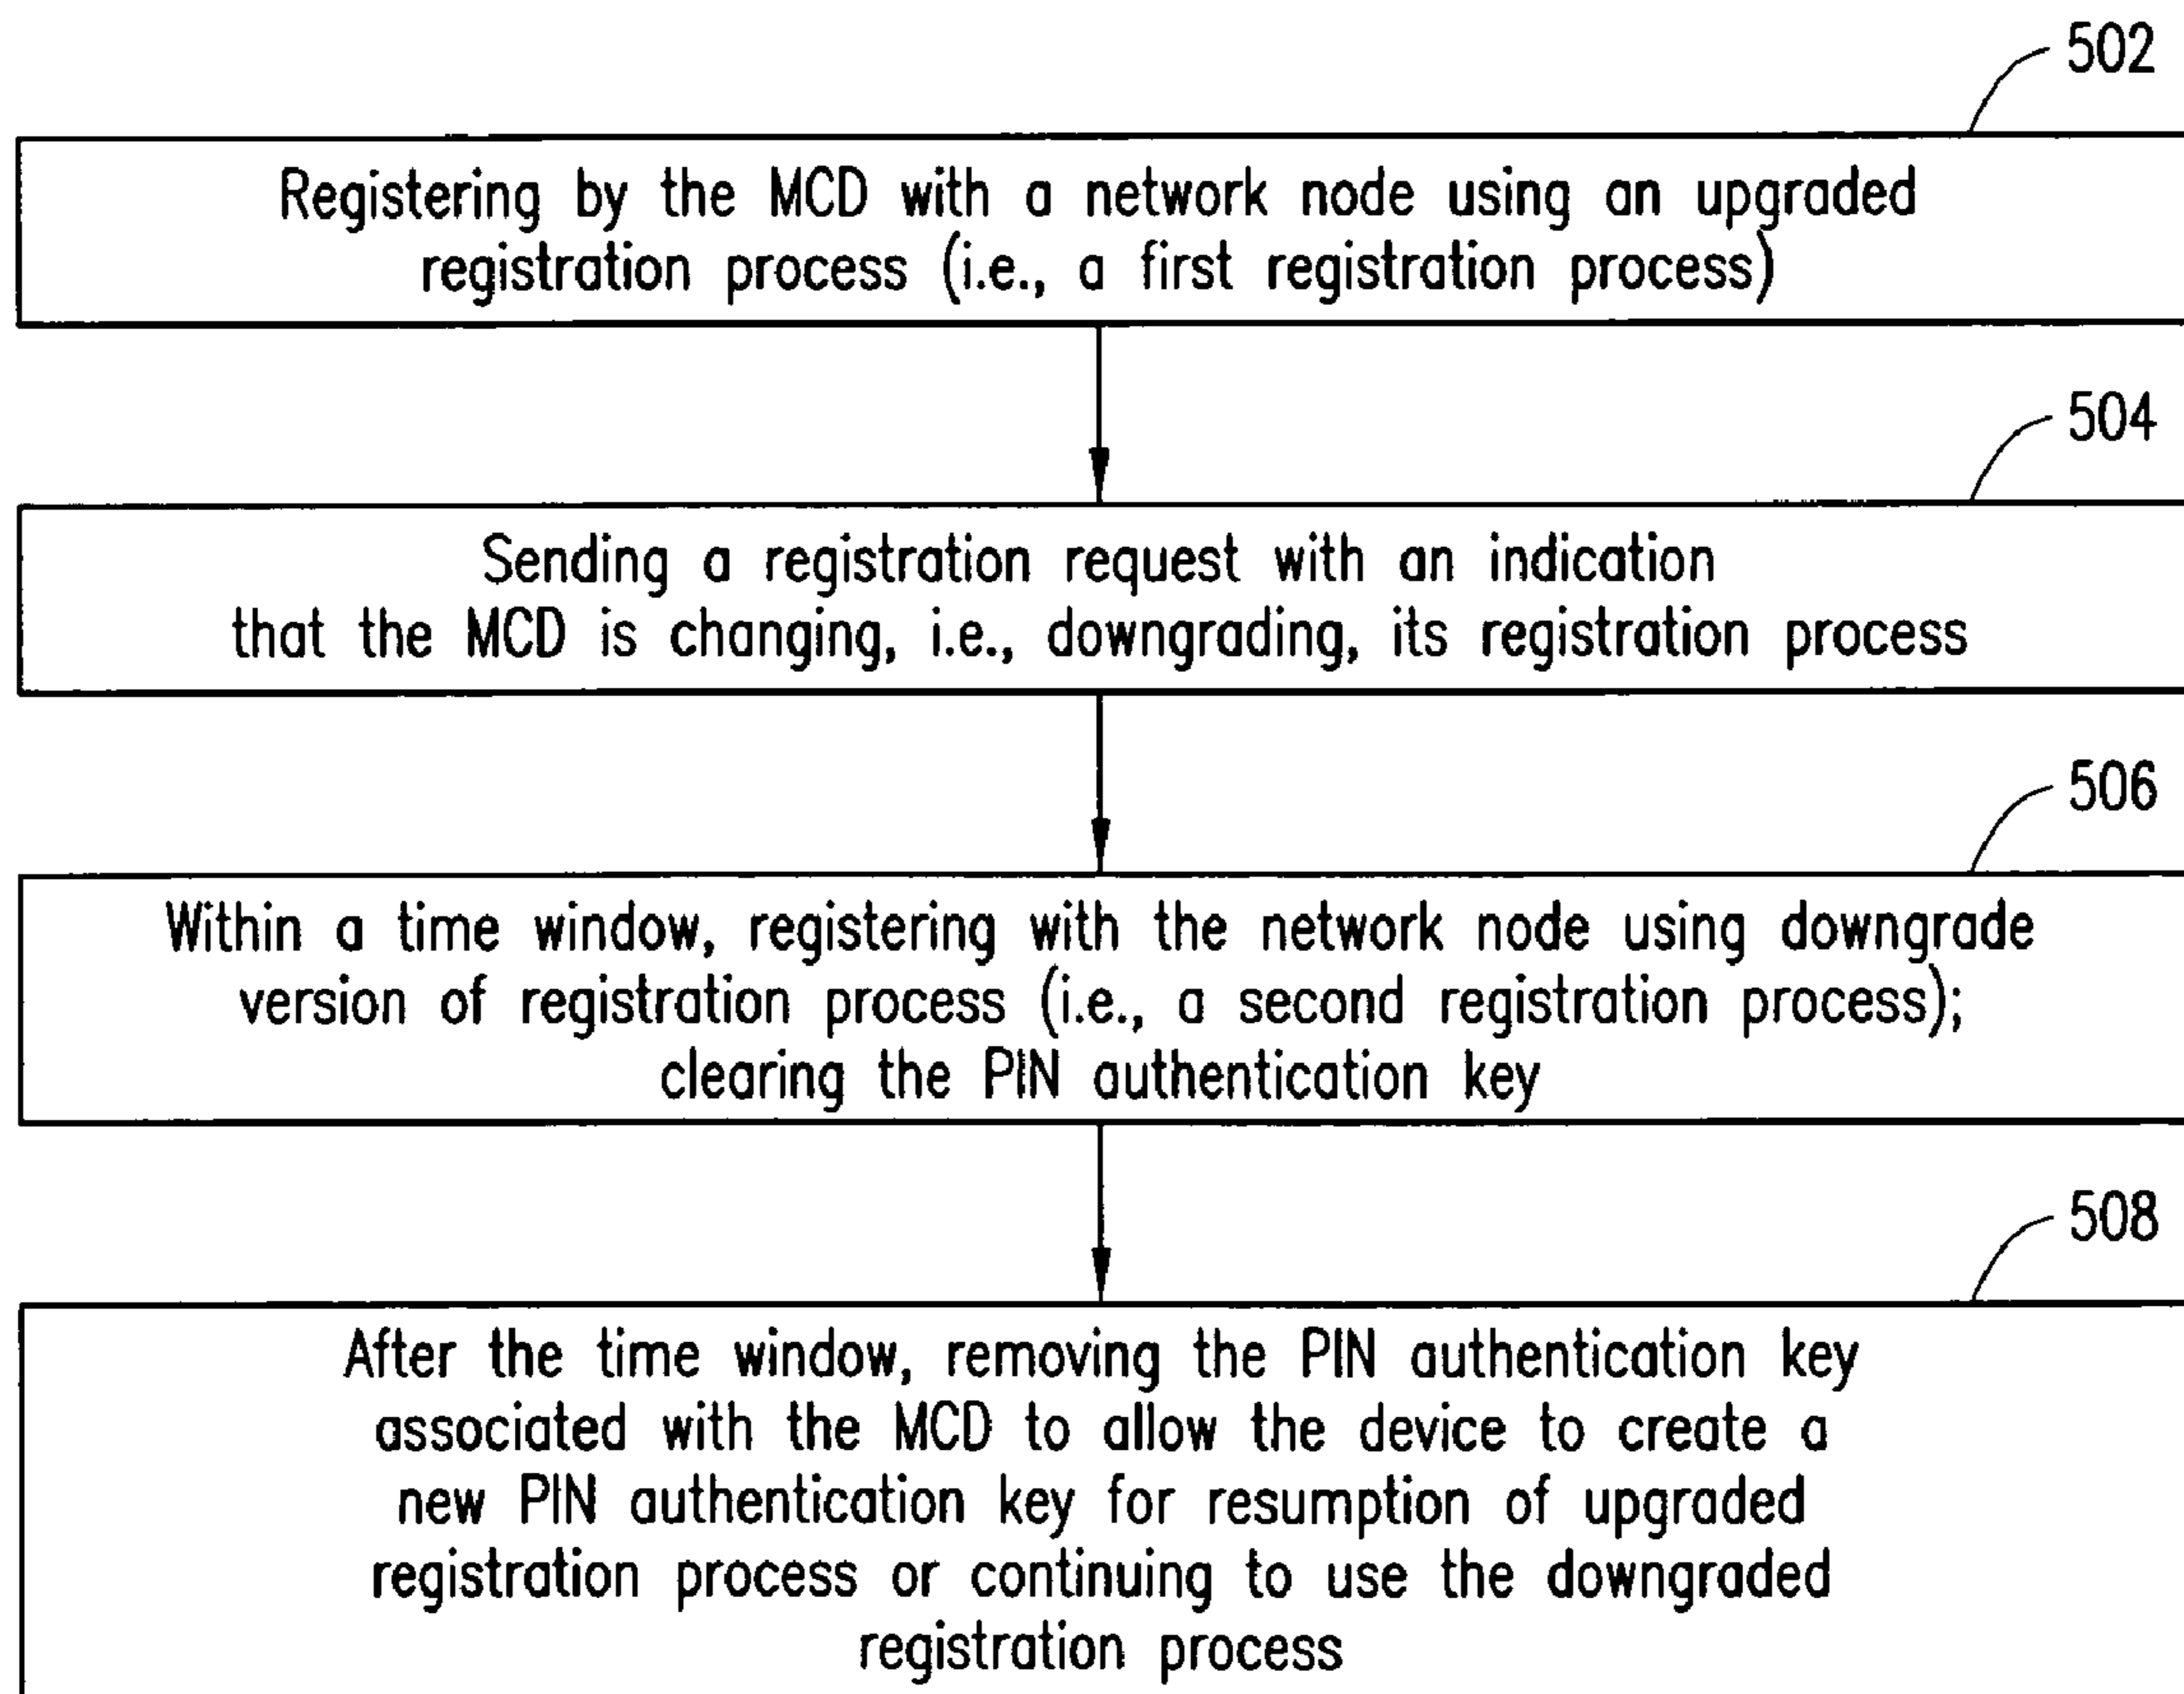 502
Registering by the MCD with a network node using an upgraded
registration process (i.e., a first registration process)
504
Sending a registration request with an indication
that the MCD is changing, i.e., downgrading, its registration process
506
Within a time window, registering with the network node using downgrade
version of registration process (i.e., a second registration process);
clearing the PIN authentication key
508
After the time window, removing the PIN authentication key
associated with the MCD to allow the device to create a
new PIN authentication key for resumption of upgraded
registration process or continuing to use the downgraded
registration process